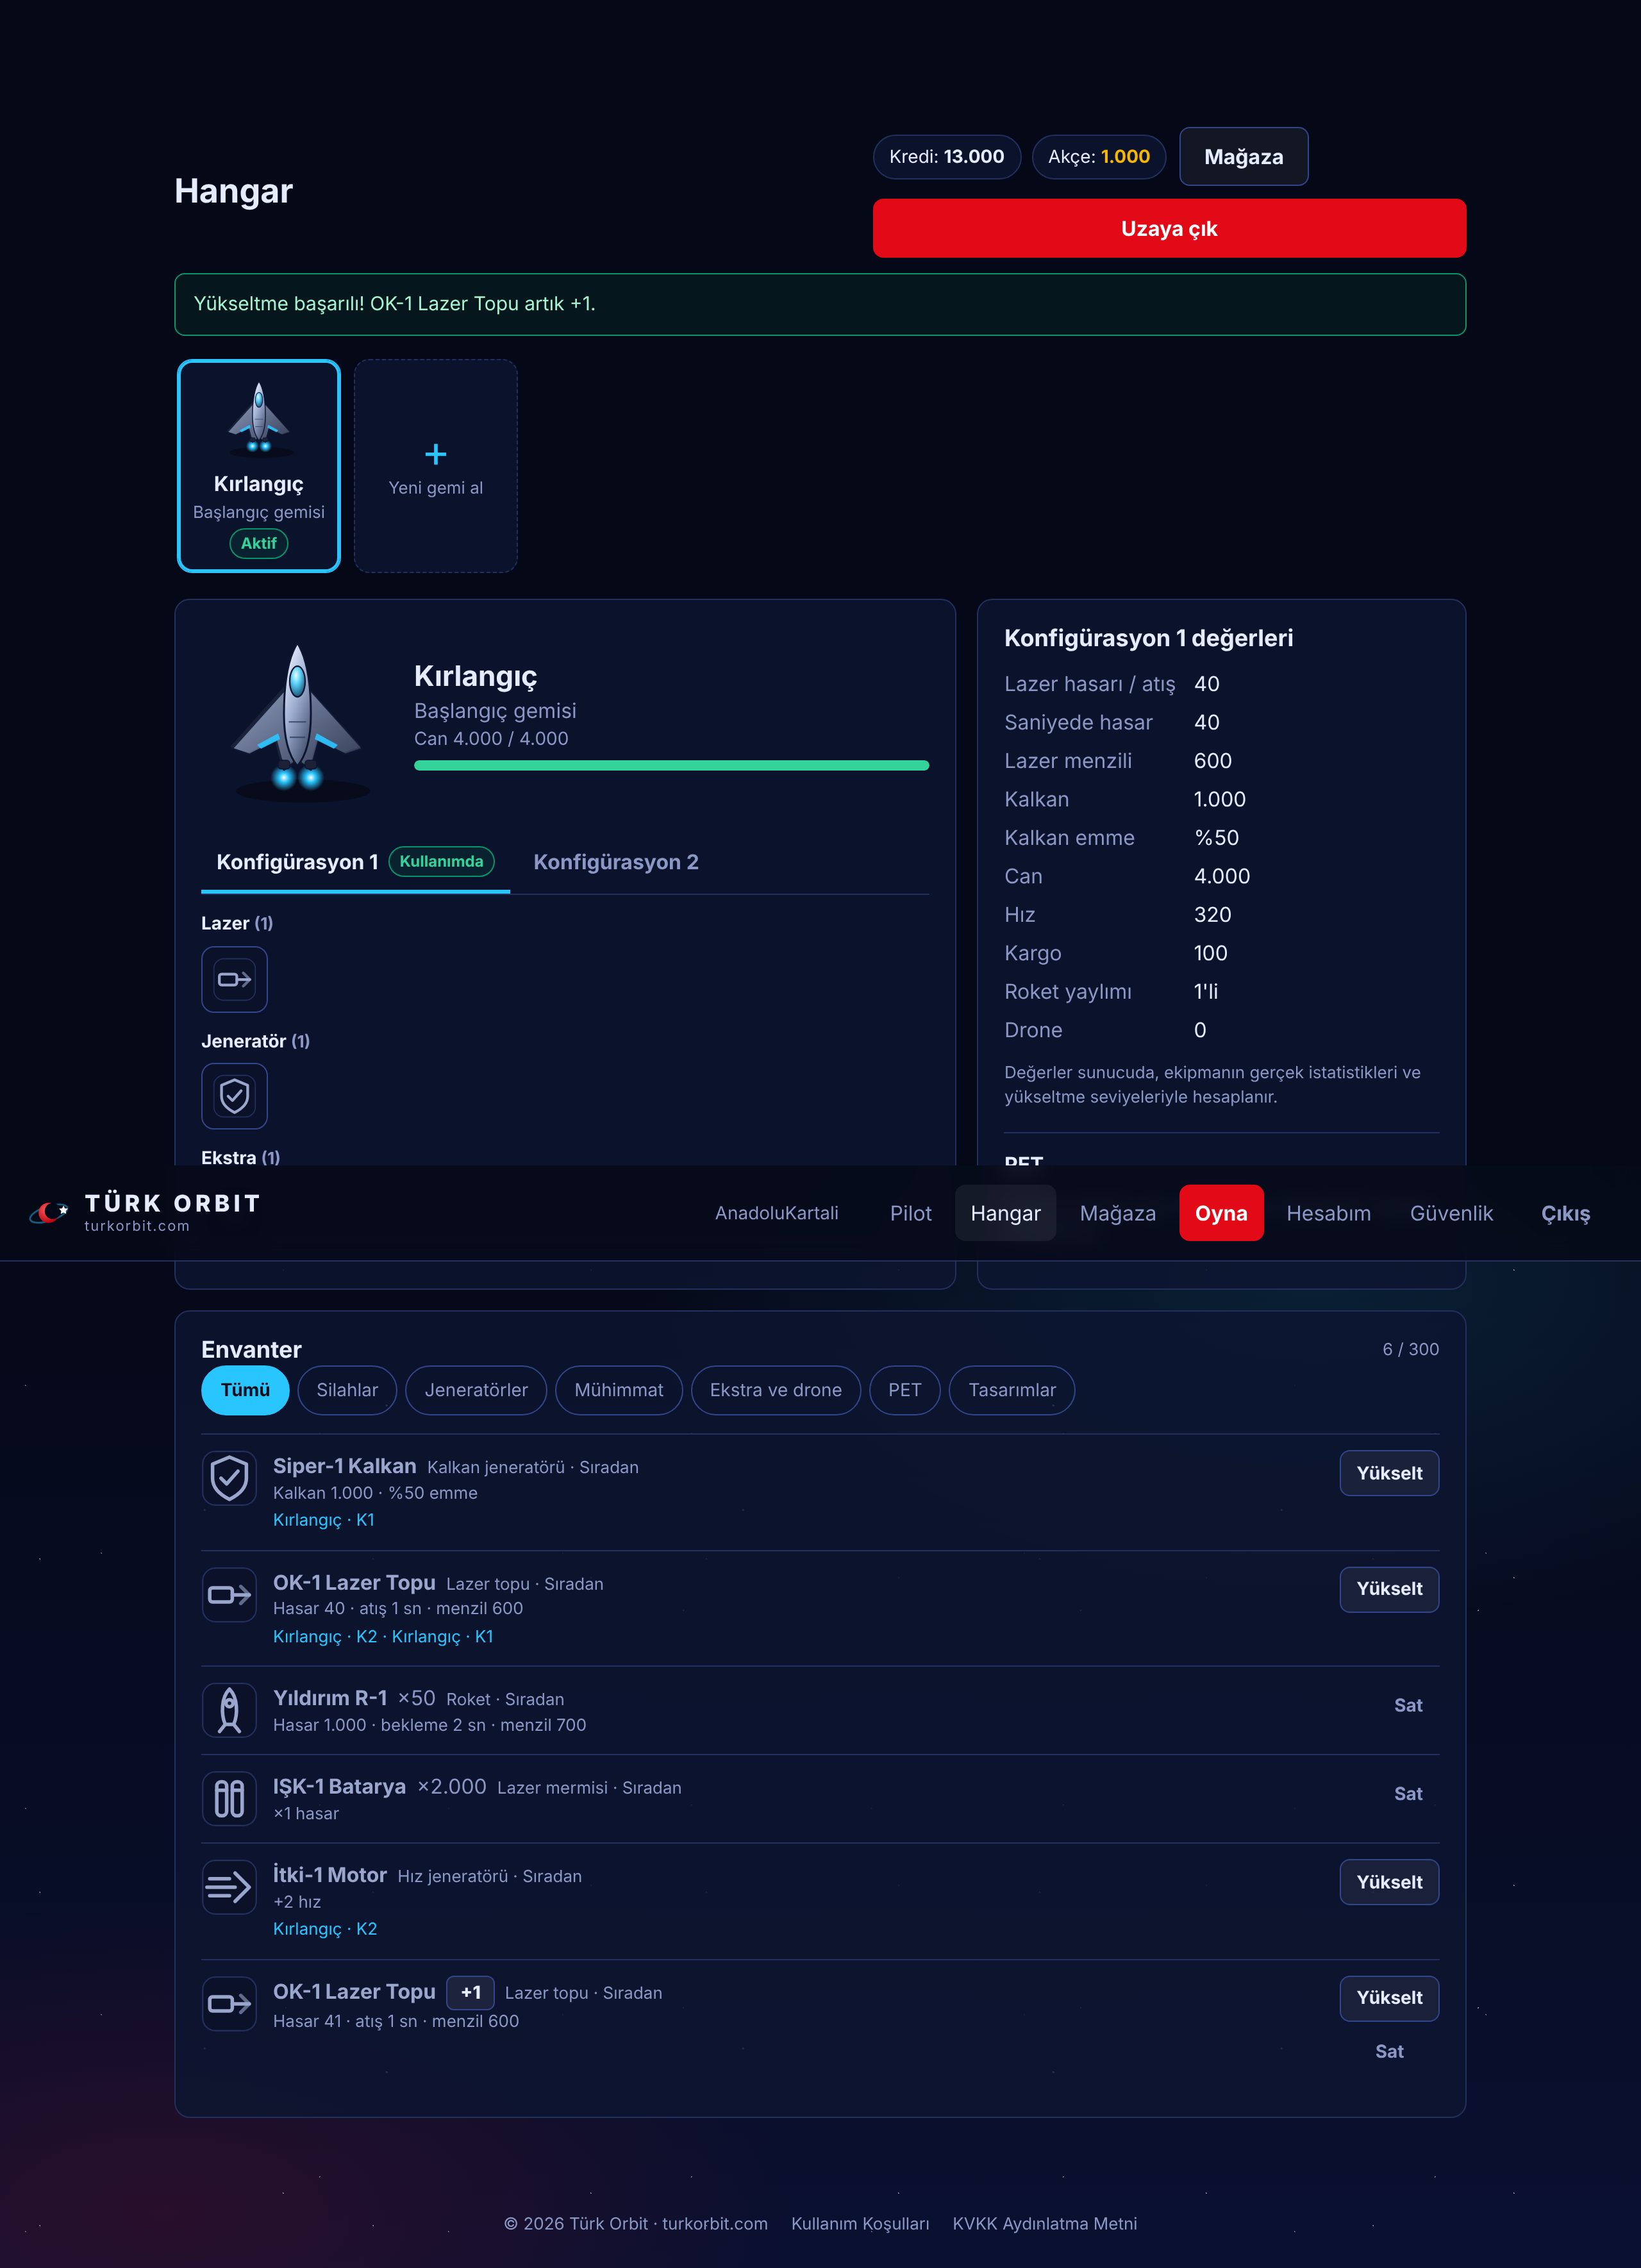 Kredi: 13.000
Akçe: 1.000
Mağaza
Hangar
Uzaya çık
Yükseltme başarılı! OK-1 Lazer Topu artık +1.
Kırlangıç
Başlangıç gemisi
Aktif
+
Yeni gemi al
Kırlangıç
Başlangıç gemisi
Can 4.000 / 4.000
Konfigürasyon 1 Kullanımda
Konfigürasyon 2
Lazer (1)
Jeneratör (1)
Ekstra (1)
Konfigürasyon 1 değerleri
Lazer hasarı / atış 40
Saniyede hasar 40
Lazer menzili 600
Kalkan 1.000
Kalkan emme %50
Can 4.000
Hız 320
Kargo 100
Roket yaylımı 1'li
Drone 0
Değerler sunucuda, ekipmanın gerçek istatistikleri ve
yükseltme seviyeleriyle hesaplanır.
PET
TÜRK ORBIT
turkorbit.com
AnadoluKartali
Pilot
Hangar
Mağaza
Oyna
Hesabım
Güvenlik
Çıkış
Envanter
6 / 300
Tümü
Silahlar
Jeneratörler
Mühimmat
Ekstra ve drone
PET
Tasarımlar
Siper-1 Kalkan Kalkan jeneratörü · Sıradan
Kalkan 1.000 · %50 emme
Kırlangıç · K1
Yükselt
OK-1 Lazer Topu Lazer topu · Sıradan
Hasar 40 · atış 1 sn · menzil 600
Kırlangıç · K2 · Kırlangıç · K1
Yükselt
Yıldırım R-1 ×50 Roket · Sıradan
Hasar 1.000 · bekleme 2 sn · menzil 700
Sat
IŞK-1 Batarya ×2.000 Lazer mermisi · Sıradan
×1 hasar
Sat
İtki-1 Motor Hız jeneratörü · Sıradan
+2 hız
Kırlangıç · K2
Yükselt
OK-1 Lazer Topu +1 Lazer topu · Sıradan
Hasar 41 · atış 1 sn · menzil 600
Yükselt
Sat
© 2026 Türk Orbit · turkorbit.com
Kullanım Koşulları
KVKK Aydınlatma Metni